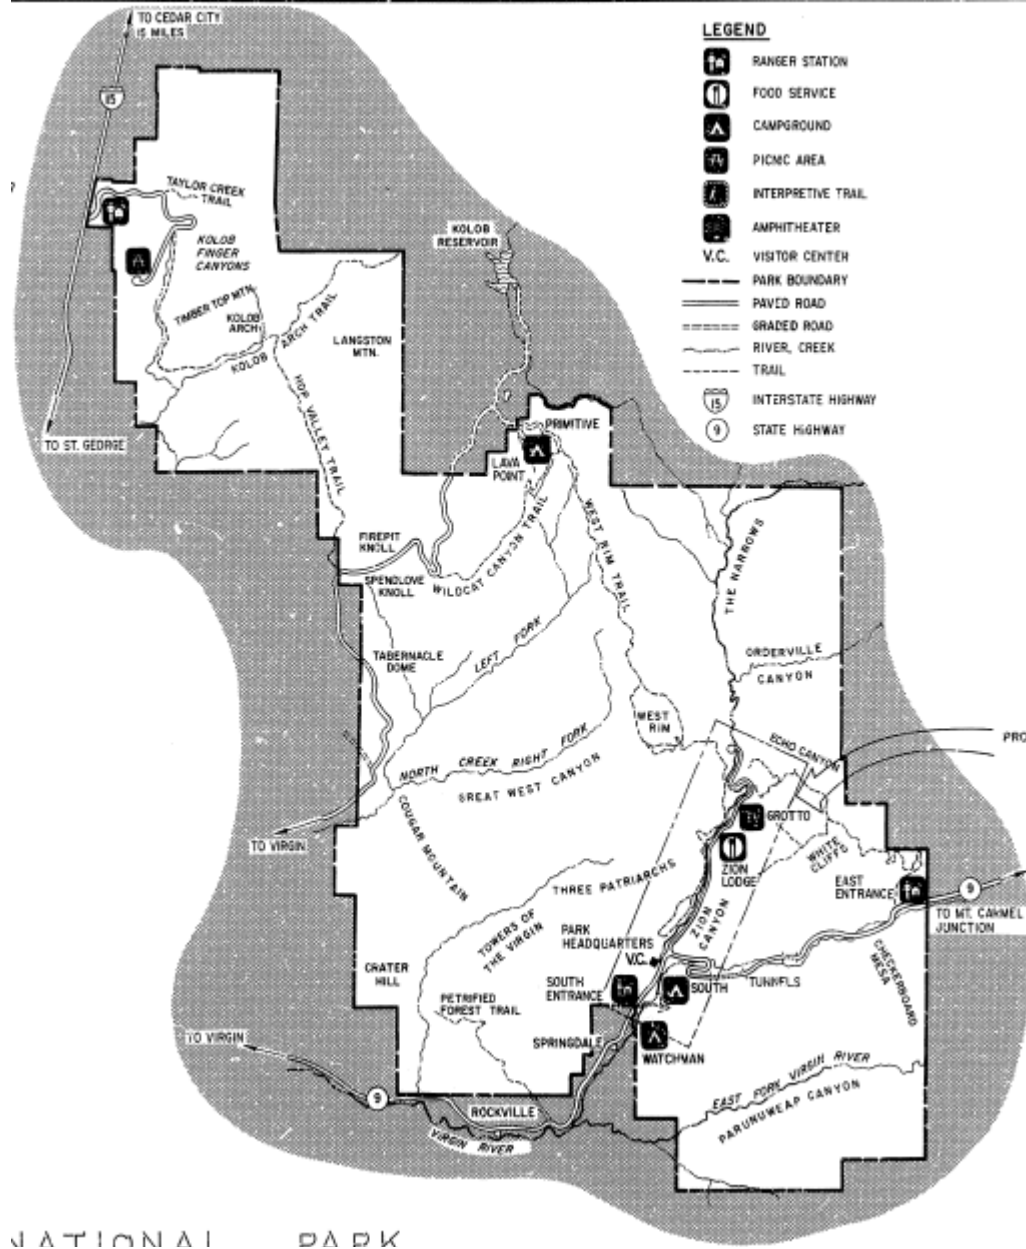 TO CEDAR CITY
15 MILES
15
LEGEND
RANGER STATION
FOOD SERVICE
CAMPGROUND
PICNIC AREA
INTERPRETIVE TRAIL
AMPHITHEATER
V.C. VISITOR CENTER
PARK BOUNDARY
PAVED ROAD
GRADED ROAD
RIVER, CREEK
TRAIL
15 INTERSTATE HIGHWAY
9 STATE HIGHWAY
TAYLOR CREEK
TRAIL
KOLOB
FINGER
CANYONS
KOLOB
RESERVOIR
TIMBER TOP MTN.
KOLOB
ARCH
KOLOB ARCH TRAIL
LANGSTON
MTN.
HOP VALLEY TRAIL
TO ST. GEORGE
PRIMITIVE
LAVA
POINT
WEST RIM TRAIL
WILDCAT CANYON TRAIL
FIREPIT
KNOLL
SPENDLOVE
KNOLL
THE NARROWS
LEFT FORK
TABERNACLE
DOME
ORDERVILLE
CANYON
WEST
RIM
ECHO CANYON
PRO
NORTH CREEK RIGHT FORK
GREAT WEST CANYON
COUGAR MOUNTAIN
TO VIRGIN
GROTTO
WHITE
CLIFFS
ZION
LODGE
EAST
ENTRANCE
9
TO MT. CARMEL
JUNCTION
THREE PATRIARCHS
ZION
CANYON
TOWERS OF
THE VIRGIN
PARK
HEADQUARTERS
V.C.
CHECKERBOARD
MESA
CRATER
HILL
SOUTH
ENTRANCE
SOUTH
TUNNELS
PETRIFIED
FOREST TRAIL
SPRINGDALE
WATCHMAN
TO VIRGIN
EAST FORK VIRGIN RIVER
PARUNUWEAP CANYON
9
ROCKVILLE
VIRGIN RIVER
NATIONAL PARK